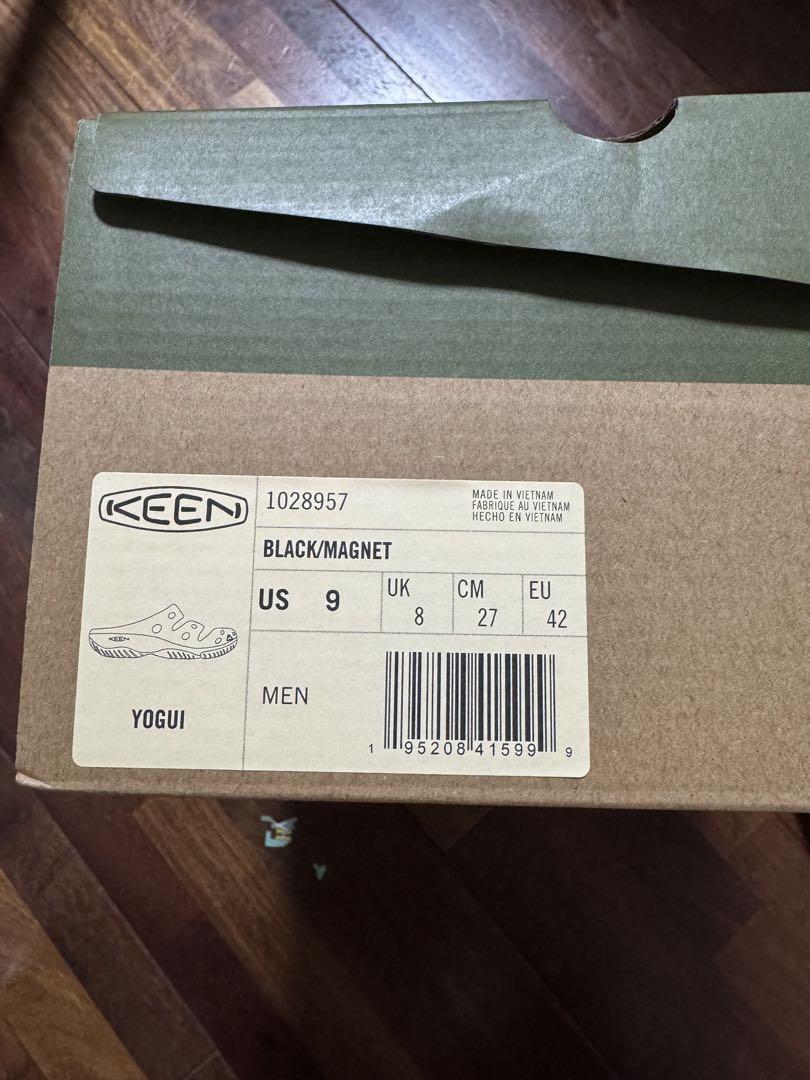 KEEN
1028957
MADE IN VIETNAM
FABRIQUE AU VIETNAM
HECHO EN VIETNAM
BLACK/MAGNET
US 9
UK 8
CM 27
EU 42
KEEN
YOGUI
MEN
1 95208 41599 9